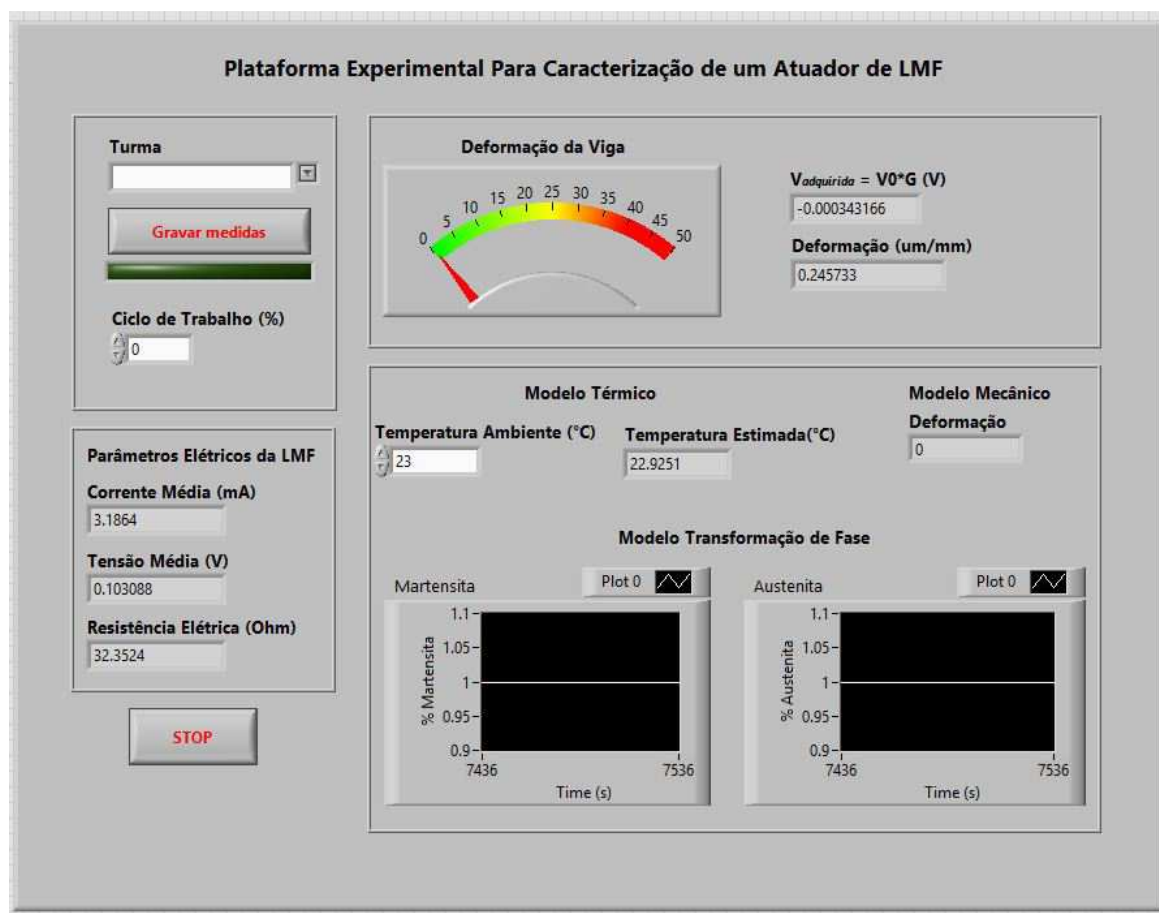 Plataforma Experimental Para Caracterização de um Atuador de LMF
Turma
Gravar medidas
Ciclo de Trabalho (%)
0
Parâmetros Elétricos da LMF
Corrente Média (mA)
3.1864
Tensão Média (V)
0.103088
Resistência Elétrica (Ohm)
32.3524
STOP
Deformação da Viga
0 5 10 15 20 25 30 35 40 45 50
Vadquirida = V0*G (V)
-0.000343166
Deformação (um/mm)
0.245733
Modelo Térmico
Temperatura Ambiente (°C)
23
Temperatura Estimada(°C)
22.9251
Modelo Mecânico
Deformação
0
Modelo Transformação de Fase
Martensita
Plot 0
% Martensita
1.1
1.05
1
0.95
0.9
7436 7536
Time (s)
Austenita
Plot 0
% Austenita
1.1
1.05
1
0.95
0.9
7436 7536
Time (s)